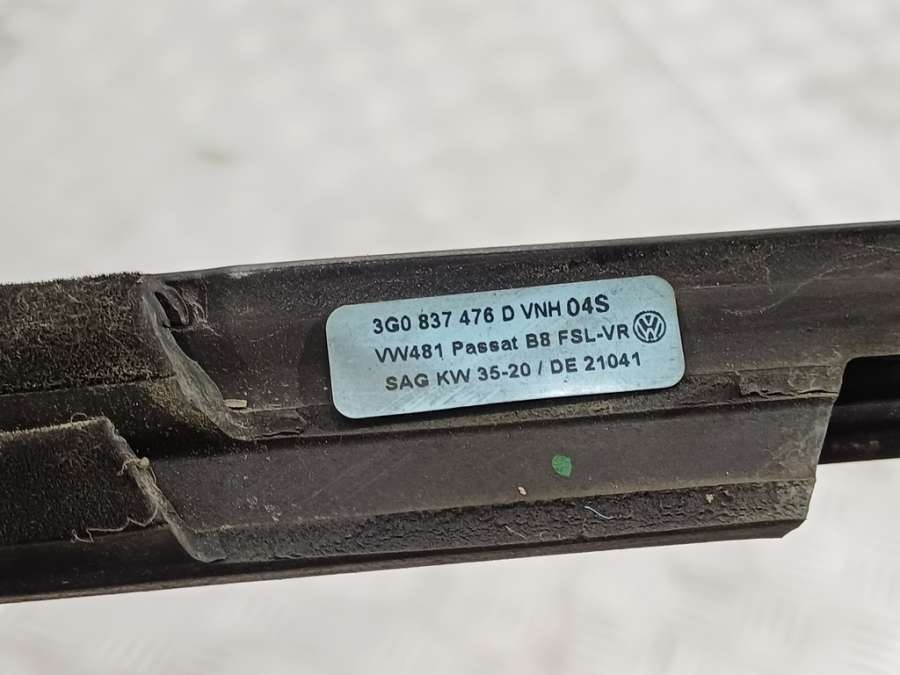 3G0 837 476 D VNH 04S
VW481 Passat B8 FSL-VR
SAG KW 35-20 / DE 21041